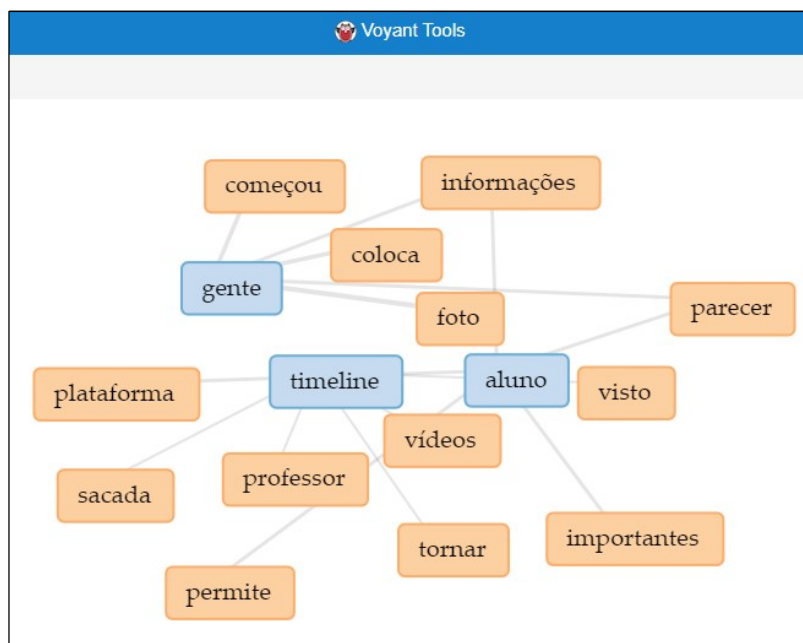 Voyant Tools
começou
informações
coloca
gente
foto
parecer
timeline
aluno
plataforma
visto
vídeos
professor
sacada
tornar
importantes
permite